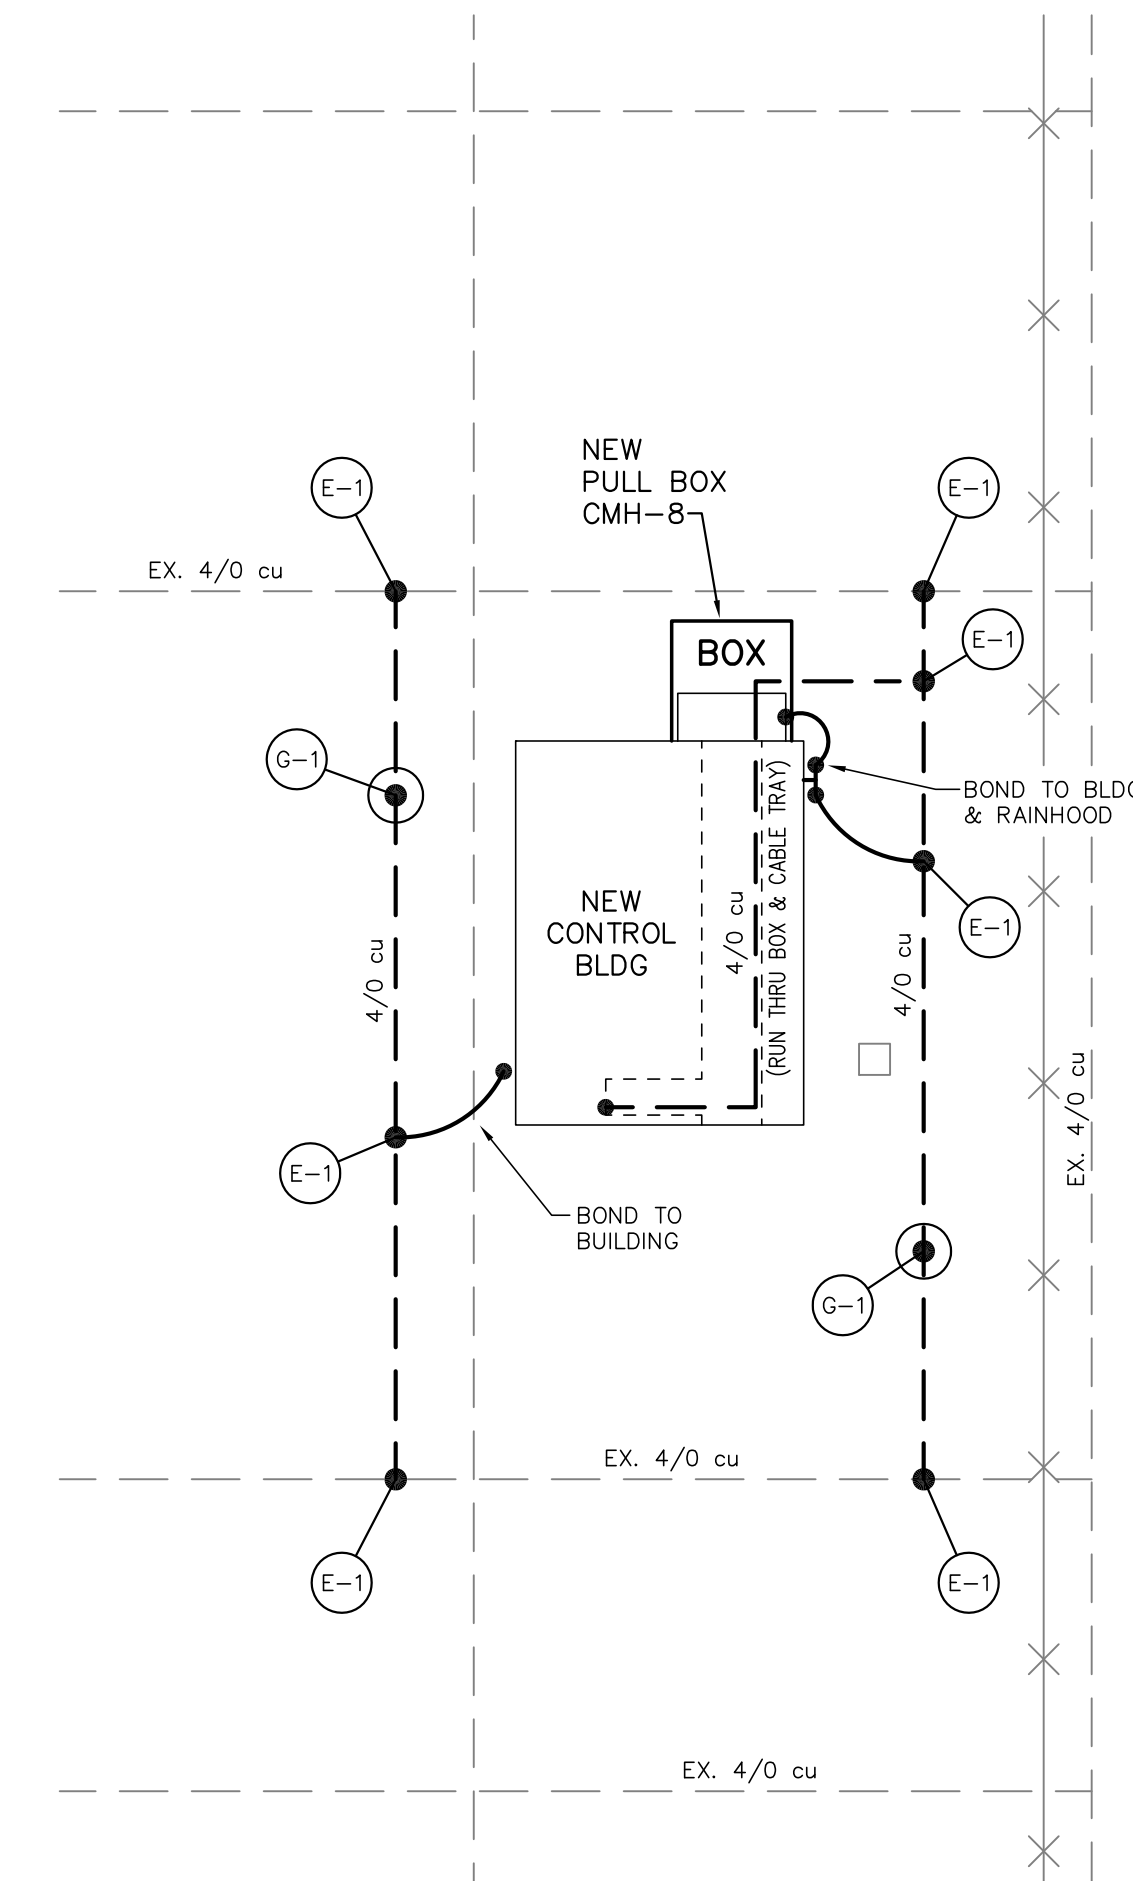 NEW
PULL BOX
CMH-8
E-1
E-1
EX. 4/0 cu
E-1
BOX
G-1
BOND TO BLDG
& RAINHOOD
(RUN THRU BOX & CABLE TRAY)
4/0 cu
NEW
CONTROL
BLDG
E-1
4/0 cu
4/0 cu
EX. 4/0 cu
E-1
BOND TO
BUILDING
G-1
EX. 4/0 cu
E-1
E-1
EX. 4/0 cu